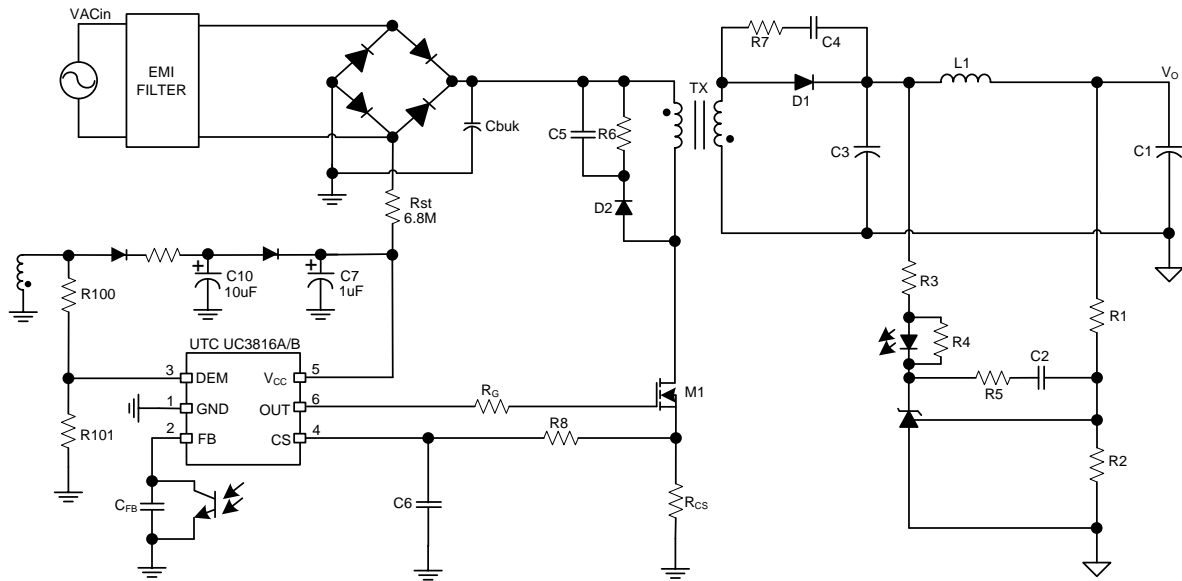 VACin
EMI
FILTER
Cbuk
C5
R6
D2
TX
R7
C4
D1
L1
VO
C3
C1
Rst
6.8M
C10
10uF
C7
1uF
R100
R101
UTC UC3816A/B
3
DEM
VCC
5
1
GND
OUT
6
2
FB
CS
4
RG
M1
R8
CFB
C6
RCS
R3
R4
R1
C2
R5
R2